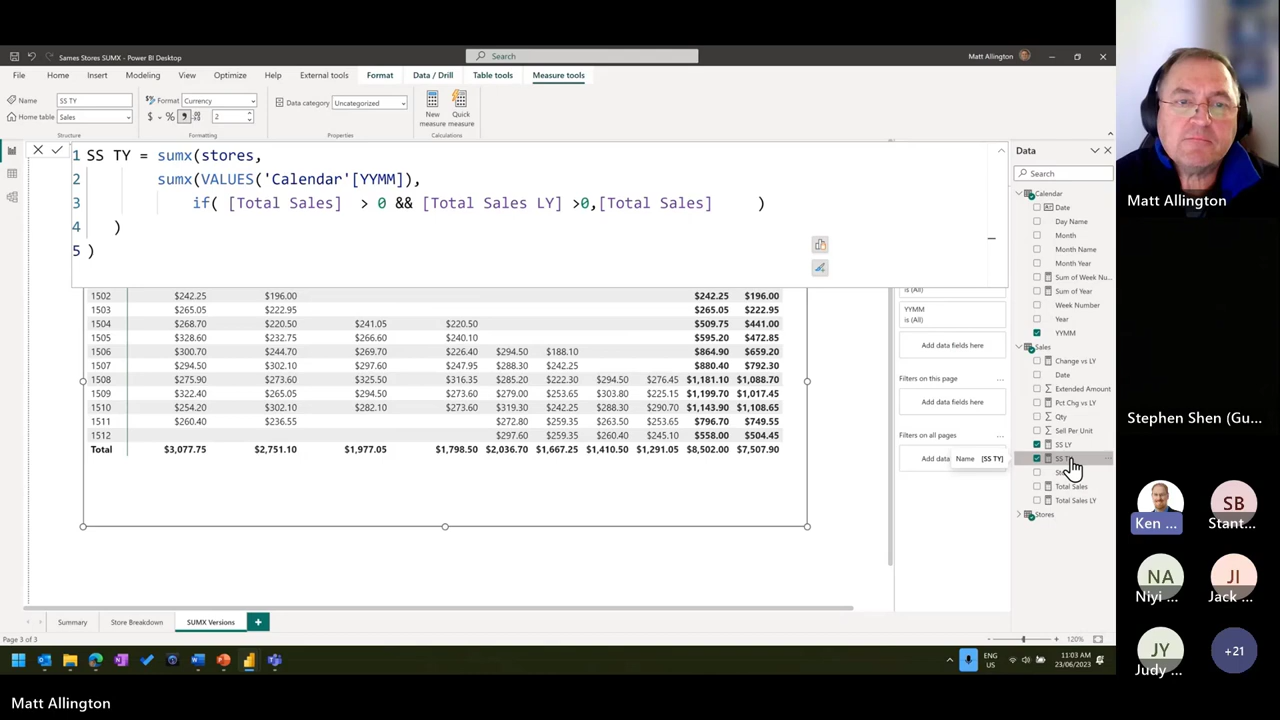 Sames Stores SUMX - Power BI Desktop
Search
Matt Allington
File Home Insert Modeling View Optimize Help External tools Format Data / Drill Table tools Measure tools
Name SS TY
Home table Sales
Structure
Format Currency
$ % 2
Formatting
Data category Uncategorized
Properties
New measure
Quick measure
Calculations
1 SS TY = sumx(stores,
2 sumx(VALUES('Calendar'[YYMM]),
3 if( [Total Sales] > 0 && [Total Sales LY] >0,[Total Sales] )
4 )
5 )
1502 $242.25 $196.00 $242.25 $196.00
1503 $265.05 $222.95 $265.05 $222.95
1504 $268.70 $220.50 $241.05 $220.50 $509.75 $441.00
1505 $328.60 $232.75 $266.60 $240.10 $595.20 $472.85
1506 $300.70 $244.70 $269.70 $226.40 $294.50 $188.10 $864.90 $659.20
1507 $294.50 $302.10 $297.60 $247.95 $288.30 $242.25 $880.40 $792.30
1508 $275.90 $273.60 $325.50 $316.35 $285.20 $222.30 $294.50 $276.45 $1,181.10 $1,088.70
1509 $322.40 $265.05 $294.50 $273.60 $279.00 $253.65 $303.80 $225.15 $1,199.70 $1,017.45
1510 $254.20 $302.10 $282.10 $273.60 $319.30 $242.25 $288.30 $290.70 $1,143.90 $1,108.65
1511 $260.40 $236.55 $272.80 $259.35 $263.50 $253.65 $796.70 $749.55
1512 $297.60 $259.35 $260.40 $245.10 $558.00 $504.45
Total $3,077.75 $2,751.10 $1,977.05 $1,798.50 $2,036.70 $1,667.25 $1,410.50 $1,291.05 $8,502.00 $7,507.90
is (All)
YYMM
is (All)
Add data fields here
Filters on this page ...
Add data fields here
Filters on all pages ...
Add data
Name [SS TY]
Data
Search
Calendar
Date
Day Name
Month
Month Name
Month Year
Sum of Week Nu...
Sum of Year
Week Number
Year
YYMM
Sales
Change vs LY
Date
Extended Amount
Pct Chg vs LY
Qty
Sell Per Unit
SS LY
SS T
Total Sales
Total Sales LY
Stores
Summary Store Breakdown SUMX Versions +
Page 3 of 3
120%
ENG
US
11:03 AM
23/06/2023
Matt Allington
Stephen Shen (Gu...
Ken ...
SB
Stant...
NA
Niyi ...
JI
Jack ...
JY
Judy ...
+21
Matt Allington